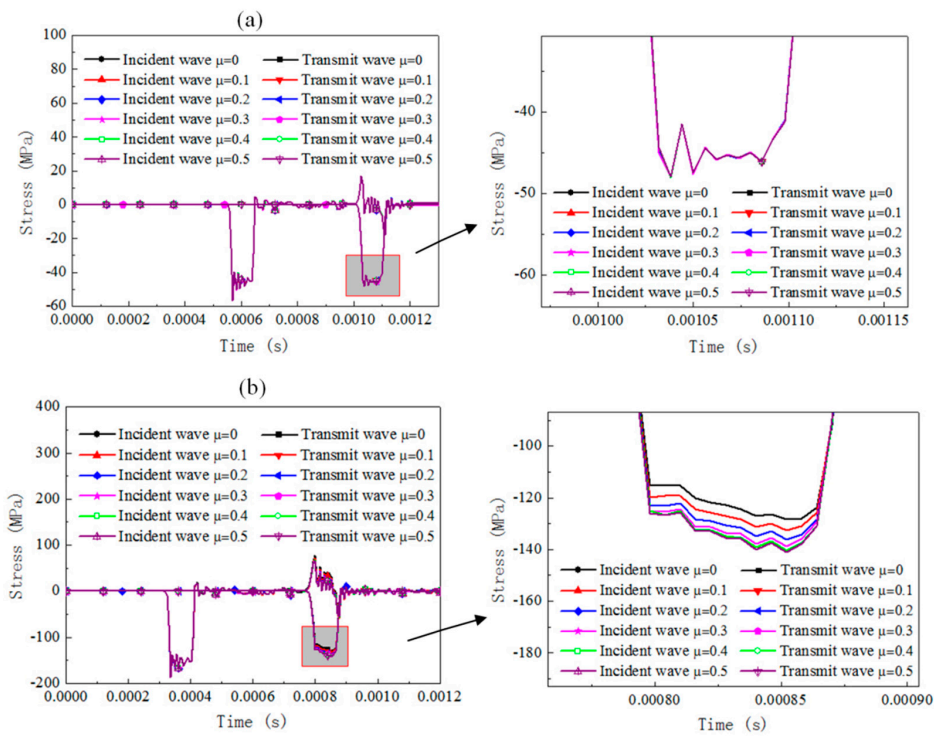 (a)
100
80
60
40
20
0
-20
-40
-60
Stress (MPa)
Incident wave μ=0
Transmit wave μ=0
Incident wave μ=0.1
Transmit wave μ=0.1
Incident wave μ=0.2
Transmit wave μ=0.2
Incident wave μ=0.3
Transmit wave μ=0.3
Incident wave μ=0.4
Transmit wave μ=0.4
Incident wave μ=0.5
Transmit wave μ=0.5
0.0000 0.0002 0.0004 0.0006 0.0008 0.0010 0.0012
Time (s)
-40
-50
-60
Stress (MPa)
Incident wave μ=0
Transmit wave μ=0
Incident wave μ=0.1
Transmit wave μ=0.1
Incident wave μ=0.2
Transmit wave μ=0.2
Incident wave μ=0.3
Transmit wave μ=0.3
Incident wave μ=0.4
Transmit wave μ=0.4
Incident wave μ=0.5
Transmit wave μ=0.5
0.00100 0.00105 0.00110 0.00115
Time (s)
(b)
400
300
200
100
0
-100
-200
Stress (MPa)
Incident wave μ=0
Transmit wave μ=0
Incident wave μ=0.1
Transmit wave μ=0.1
Incident wave μ=0.2
Transmit wave μ=0.2
Incident wave μ=0.3
Transmit wave μ=0.3
Incident wave μ=0.4
Transmit wave μ=0.4
Incident wave μ=0.5
Transmit wave μ=0.5
0.0000 0.0002 0.0004 0.0006 0.0008 0.0010 0.0012
Time (s)
-100
-120
-140
-160
-180
Stress (MPa)
Incident wave μ=0
Transmit wave μ=0
Incident wave μ=0.1
Transmit wave μ=0.1
Incident wave μ=0.2
Transmit wave μ=0.2
Incident wave μ=0.3
Transmit wave μ=0.3
Incident wave μ=0.4
Transmit wave μ=0.4
Incident wave μ=0.5
Transmit wave μ=0.5
0.00080 0.00085 0.00090
Time (s)